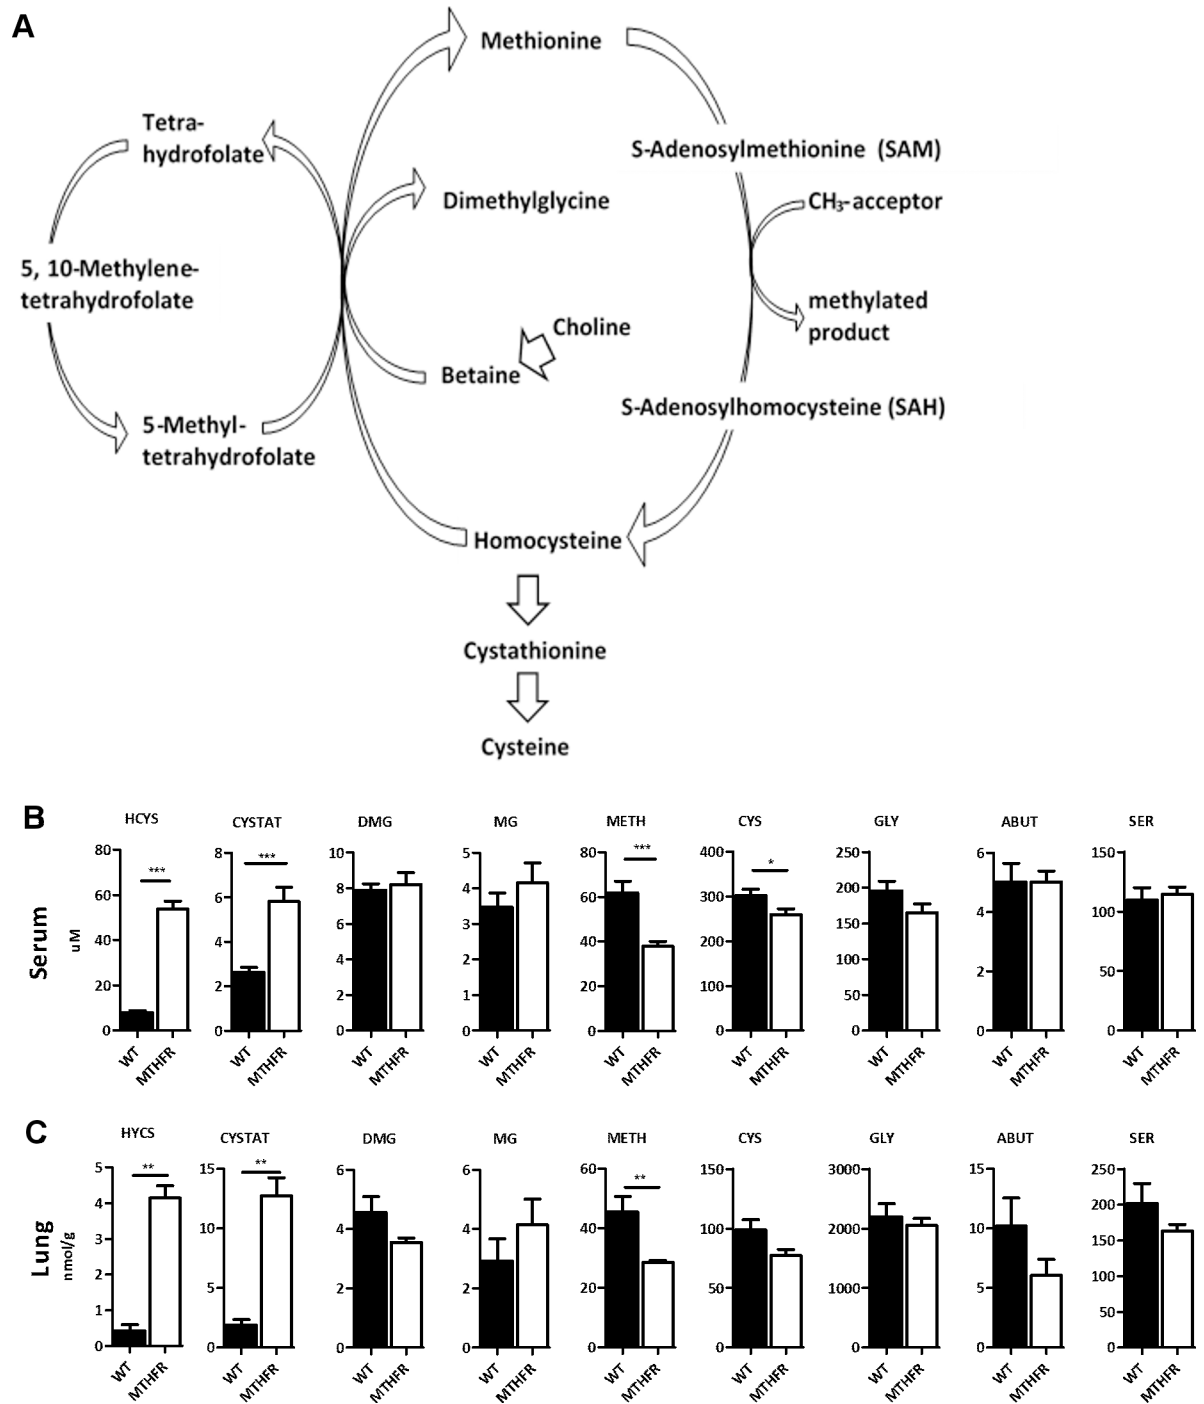 A
Methionine
Tetra-
hydrofolate
S-Adenosylmethionine (SAM)
Dimethylglycine
CH₃-acceptor
5, 10-Methylene-
tetrahydrofolate
methylated
product
Choline
Betaine
S-Adenosylhomocysteine (SAH)
5-Methyl-
tetrahydrofolate
Homocysteine
Cystathionine
Cysteine
B
Serum
uM
HCYS
80
60
40
20
0
***
WT
MTHFR
CYSTAT
8
6
4
2
0
***
WT
MTHFR
DMG
10
8
6
4
2
0
WT
MTHFR
MG
5
4
3
2
1
0
WT
MTHFR
METH
80
60
40
20
0
***
WT
MTHFR
CYS
400
300
200
100
0
*
WT
MTHFR
GLY
250
200
150
100
50
0
WT
MTHFR
ABUT
6
4
2
0
WT
MTHFR
SER
150
100
50
0
WT
MTHFR
C
Lung
nmol/g
HYCS
5
4
3
2
1
0
**
WT
MTHFR
CYSTAT
15
10
5
0
**
WT
MTHFR
DMG
6
4
2
0
WT
MTHFR
MG
6
4
2
0
WT
MTHFR
METH
60
40
20
0
**
WT
MTHFR
CYS
150
100
50
0
WT
MTHFR
GLY
3000
2000
1000
0
WT
MTHFR
ABUT
15
10
5
0
WT
MTHFR
SER
250
200
150
100
50
0
WT
MTHFR